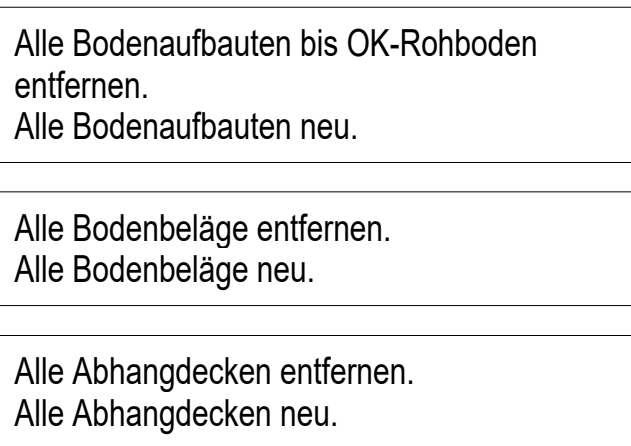 Alle Bodenaufbauten bis OK-Rohboden
entfernen.
Alle Bodenaufbauten neu.
Alle Bodenbeläge entfernen.
Alle Bodenbeläge neu.
Alle Abhangdecken entfernen.
Alle Abhangdecken neu.